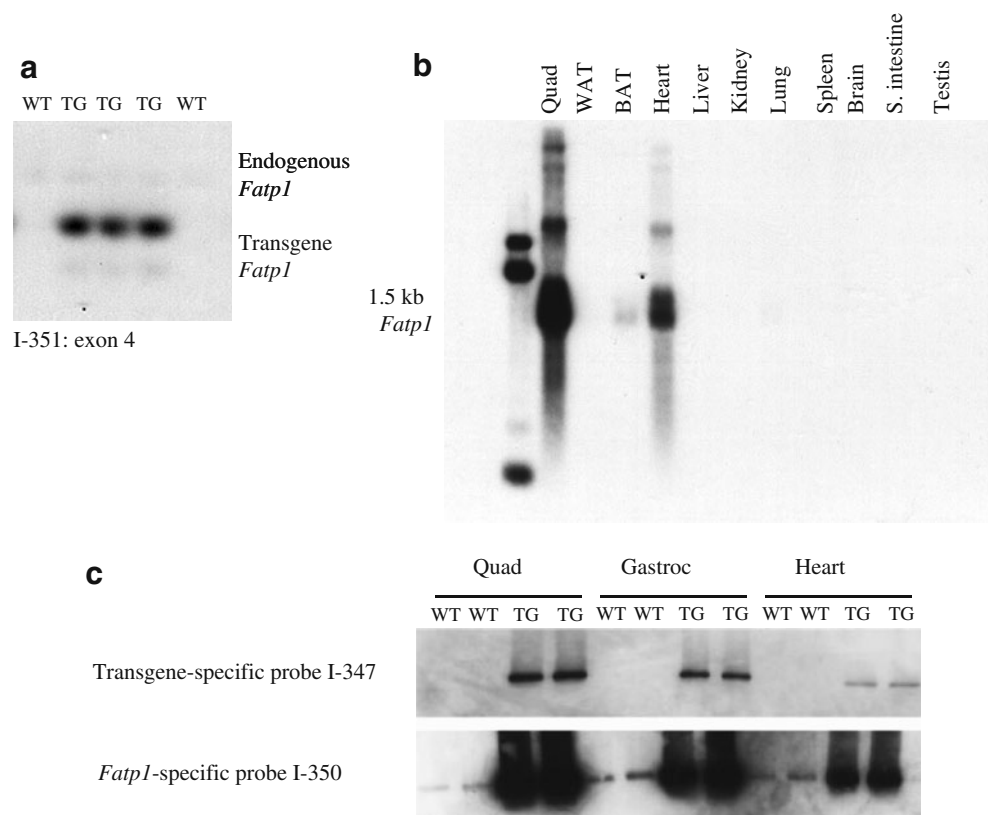 a
WT TG TG TG WT
Endogenous
Fatp1
Transgene
Fatp1
I-351: exon 4
b
Quad
WAT
BAT
Heart
Liver
Kidney
Lung
Spleen
Brain
S. intestine
Testis
1.5 kb
Fatp1
c
Quad Gastroc Heart
WT WT TG TG WT WT TG TG WT WT TG TG
Transgene-specific probe I-347
Fatp1-specific probe I-350